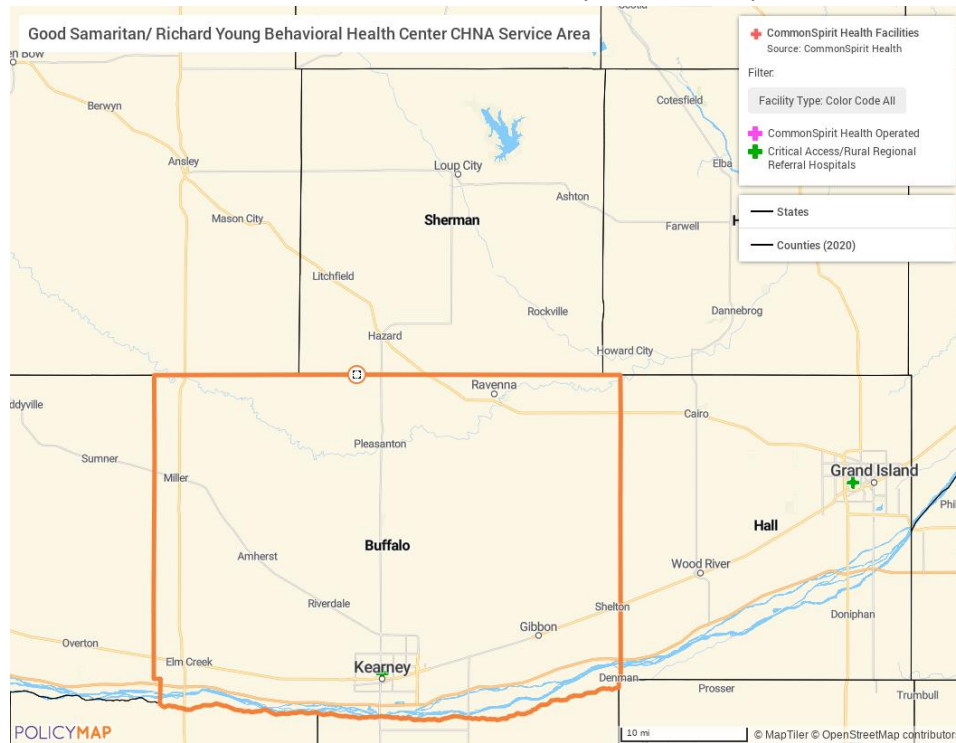 Good Samaritan/ Richard Young Behavioral Health Center CHNA Service Area
CommonSpirit Health Facilities
Source: CommonSpirit Health
Filter:
Facility Type: Color Code All
CommonSpirit Health Operated
Critical Access/Rural Regional
Referral Hospitals
States
Counties (2020)
Berwyn
Cotesfield
Ansley
Loup City
Elba
Ashton
Mason City
Sherman
Farwell
H
Litchfield
Rockville
Dannebrog
Hazard
Howard City
Ravenna
ddyville
Cairo
Pleasanton
Sumner
Grand Island
Miller
Phi
Hall
Buffalo
Amherst
Wood River
Riverdale
Shelton
Doniphan
Gibbon
Overton
Elm Creek
Kearney
Denman
Prosser
Trumbull
POLICYMAP
10 mi
© MapTiler © OpenStreetMap contributors